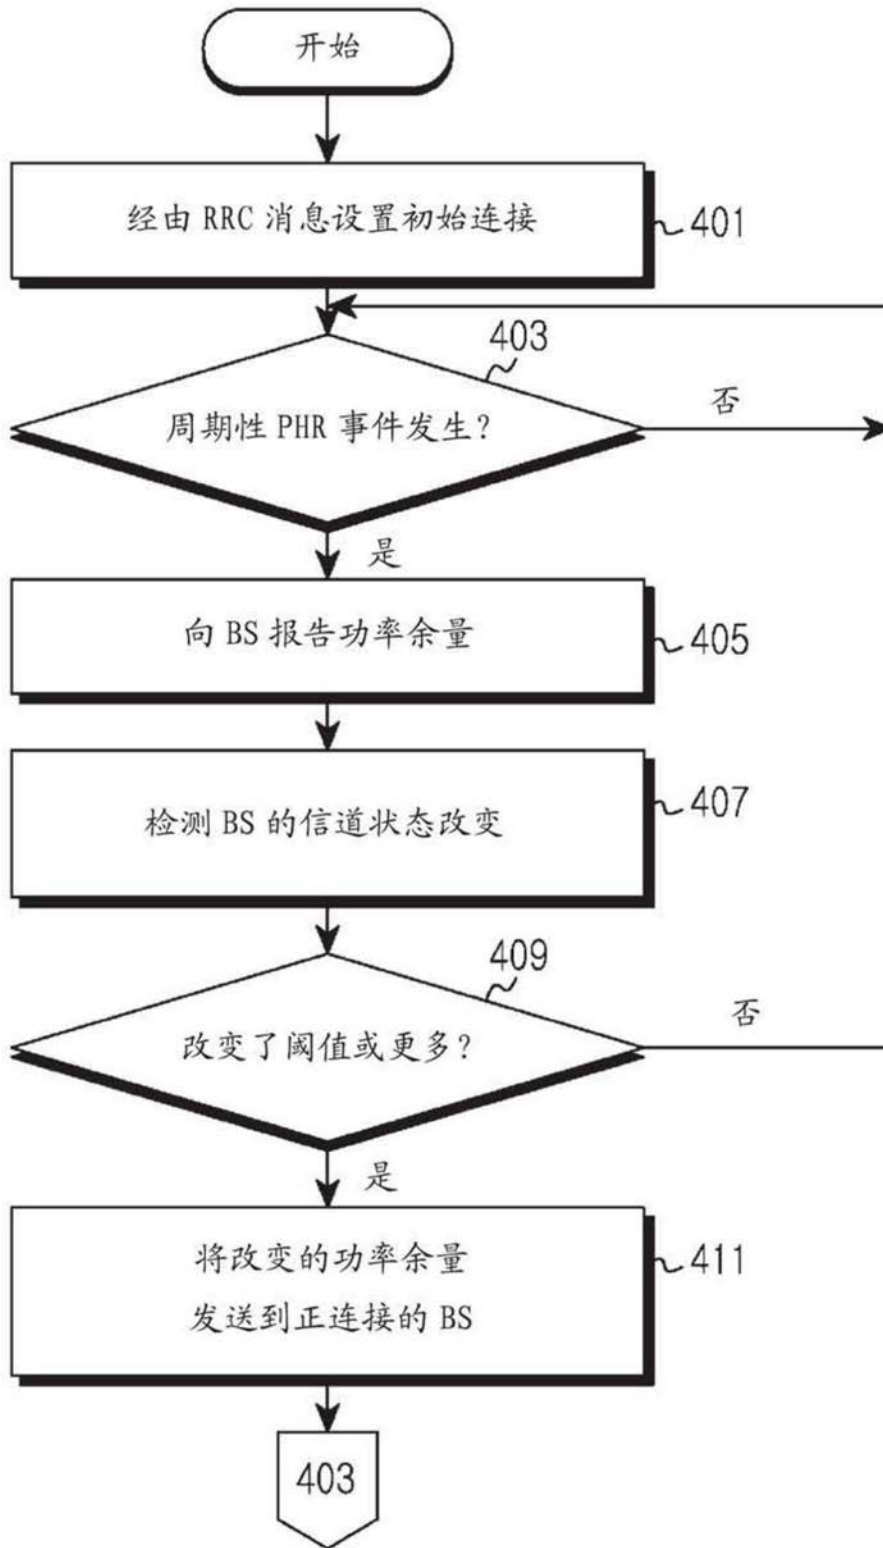 开始
经由 RRC 消息设置初始连接
401
403
周期性 PHR 事件发生?
否
是
向 BS 报告功率余量
405
检测 BS 的信道状态改变
407
409
改变了阈值或更多?
否
是
将改变的功率余量
发送到正连接的 BS
411
403